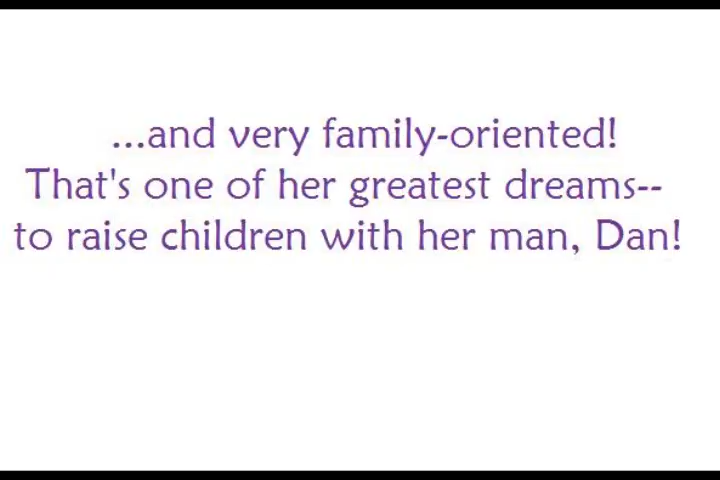 ...and very family-oriented!
That's one of her greatest dreams--
to raise children with her man, Dan!